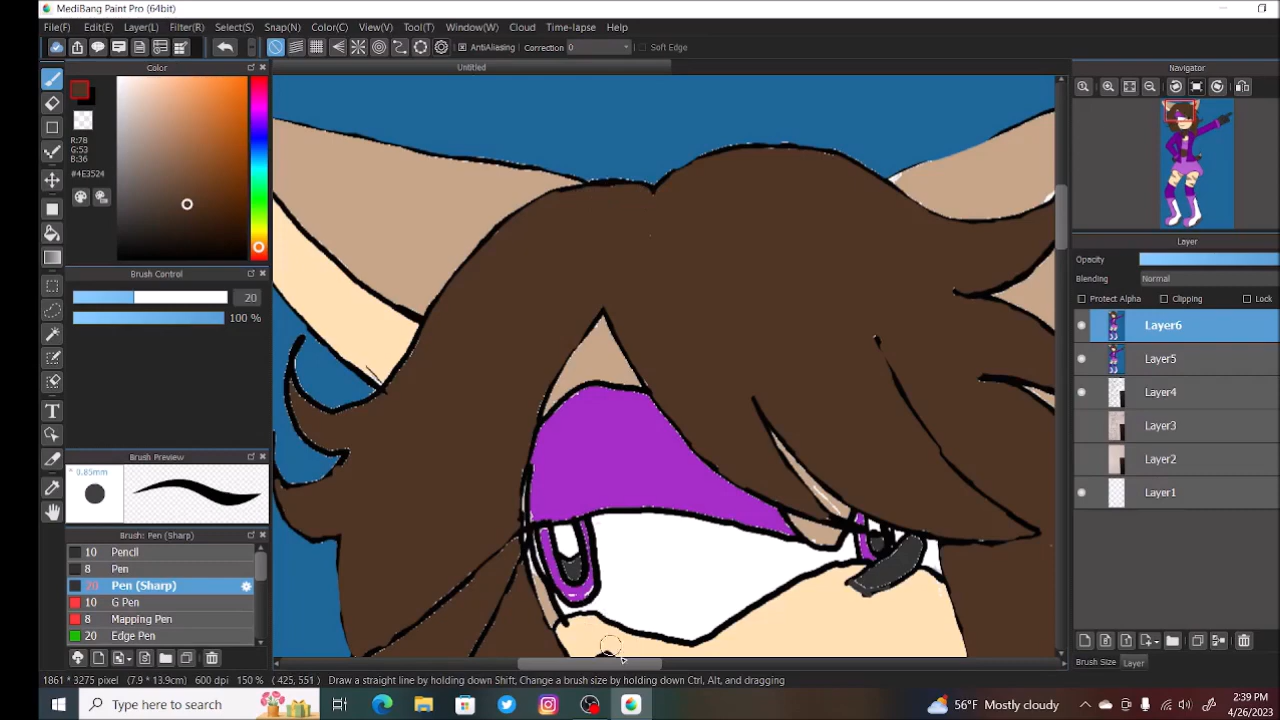 MediBang Paint Pro (64bit)
File(F) Edit(E) Layer(L) Filter(R) Select(S) Snap(N) Color(C) View(V) Tool(T) Window(W) Cloud Time-lapse Help
AntiAliasing Correction 0 Soft Edge
Color
Untitled
Navigator
R:78
G:53
B:36
#4E3524
Brush Control
20
100 %
Layer
Opacity
Blending Normal
Protect Alpha Clipping Lock
Layer6
Layer5
Layer4
Layer3
Layer2
Layer1
Brush Preview
* 0.85mm
Brush: Pen (Sharp)
10 Pencil
8 Pen
20 Pen (Sharp)
10 G Pen
8 Mapping Pen
20 Edge Pen
Brush Size Layer
1861 * 3275 pixel (7.9 * 13.9cm) 600 dpi 150 % ( 425, 551 ) Draw a straight line by holding down Shift, Change a brush size by holding down Ctrl, Alt, and dragging
Type here to search
56°F Mostly cloudy
2:39 PM
4/26/2023